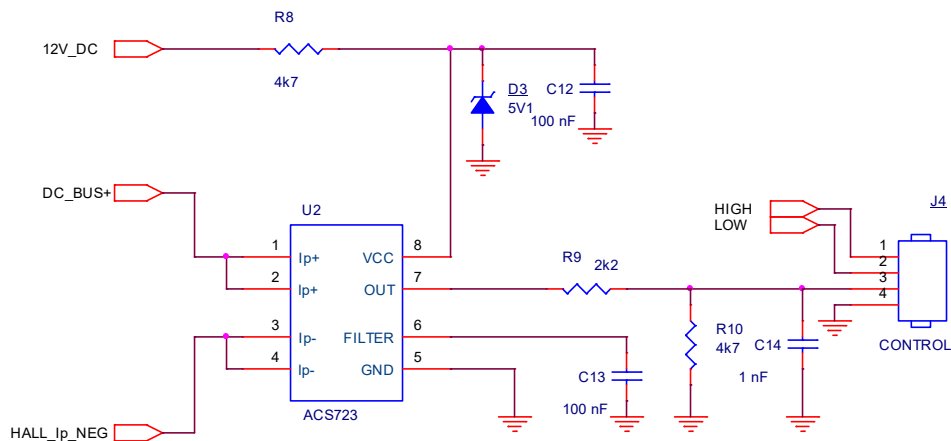 R8
12V_DC
4k7
D3
5V1
C12
100 nF
DC_BUS+
U2
J4
HIGH
LOW
1 Ip+ VCC 8
2 Ip+ OUT 7
3 Ip- FILTER 6
4 Ip- GND 5
ACS723
R9
2k2
1
2
3
4
R10
4k7
C14
1 nF
CONTROL
C13
100 nF
HALL_Ip_NEG